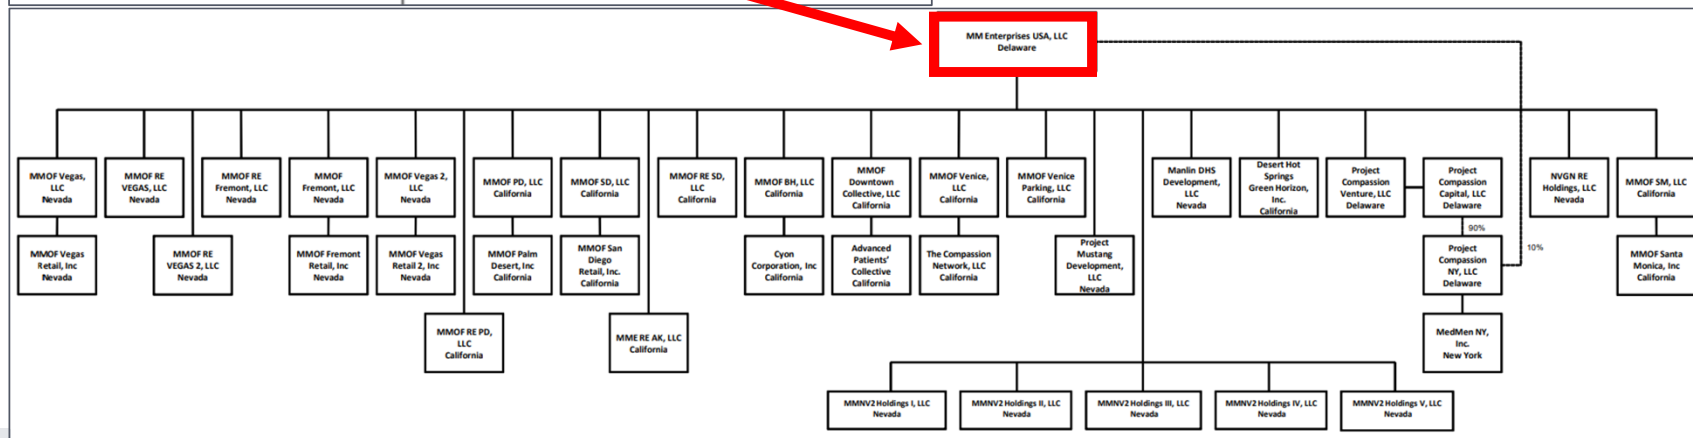 MM Enterprises USA, LLC
Delaware
MMOF Vegas,
LLC
Nevada
MMOF RE
VEGAS, LLC
Nevada
MMOF RE
Fremont, LLC
Nevada
MMOF
Fremont, LLC
Nevada
MMOF Vegas 2,
LLC
Nevada
MMOF PD, LLC
California
MMOF SD, LLC
California
MMOF RE SD,
LLC
California
MMOF BH, LLC
California
MMOF
Downtown
Collective, LLC
California
MMOF Venice,
LLC
California
MMOF Venice
Parking, LLC
California
Manlin DHS
Development,
LLC
Nevada
Desert Hot
Springs
Green Horizon,
Inc.
California
Project
Compassion
Venture, LLC
Delaware
Project
Compassion
Capital, LLC
Delaware
NVGN RE
Holdings, LLC
Nevada
MMOF SM, LLC
California
90%
10%
MMOF Vegas
Retail, Inc
Nevada
MMOF RE
VEGAS 2, LLC
Nevada
MMOF Fremont
Retail, Inc
Nevada
MMOF Vegas
Retail 2, Inc
Nevada
MMOF Palm
Desert, Inc
California
MMOF San
Diego
Retail, Inc.
California
Cyon
Corporation, Inc
California
Advanced
Patients'
Collective
California
The Compassion
Network, LLC
California
Project
Mustang
Development,
LLC
Nevada
Project
Compassion
NY, LLC
Delaware
MMOF Santa
Monica, Inc
California
MMOF RE PD,
LLC
California
MME RE AK, LLC
California
MedMen NY,
Inc.
New York
MMNV2 Holdings I, LLC
Nevada
MMNV2 Holdings II, LLC
Nevada
MMNV2 Holdings III, LLC
Nevada
MMNV2 Holdings IV, LLC
Nevada
MMNV2 Holdings V, LLC
Nevada